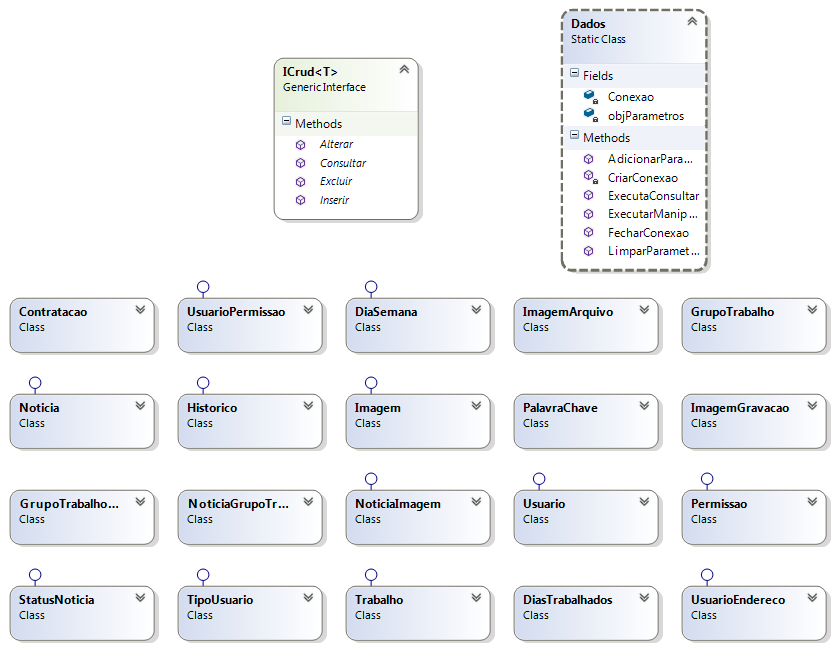 Dados
Static Class
Fields
Conexao
objParametros
Methods
AdicionarPara...
CriarConexao
ExecutaConsultar
ExecutarManip...
FecharConexao
LimparParamet...
ICrud<T>
Generic Interface
Methods
Alterar
Consultar
Excluir
Inserir
Contratacao
Class
UsuarioPermissao
Class
DiaSemana
Class
ImagemArquivo
Class
GrupoTrabalho
Class
Noticia
Class
Historico
Class
Imagem
Class
PalavraChave
Class
ImagemGravacao
Class
GrupoTrabalho...
Class
NoticiaGrupoTr...
Class
NoticiaImagem
Class
Usuario
Class
Permissao
Class
StatusNoticia
Class
TipoUsuario
Class
Trabalho
Class
DiasTrabalhados
Class
UsuarioEndereco
Class